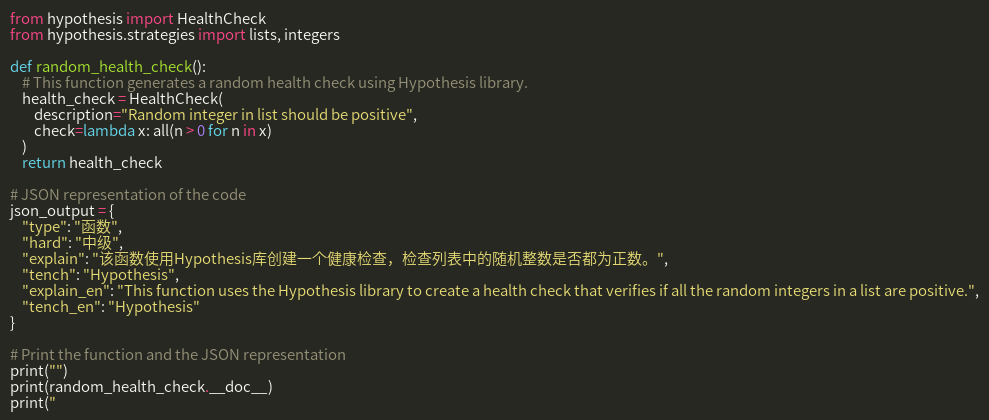 from hypothesis import HealthCheck
from hypothesis.strategies import lists, integers

def random_health_check():
    # This function generates a random health check using Hypothesis library.
    health_check = HealthCheck(
        description="Random integer in list should be positive",
        check=lambda x: all(n > 0 for n in x)
    )
    return health_check

# JSON representation of the code
json_output = {
    "type": "函数",
    "hard": "中级",
    "explain": "该函数使用Hypothesis库创建一个健康检查，检查列表中的随机整数是否都为正数。",
    "tench": "Hypothesis",
    "explain_en": "This function uses the Hypothesis library to create a health check that verifies if all the random integers in a list are positive.",
    "tench_en": "Hypothesis"
}

# Print the function and the JSON representation
print("")
print(random_health_check.__doc__)
print("